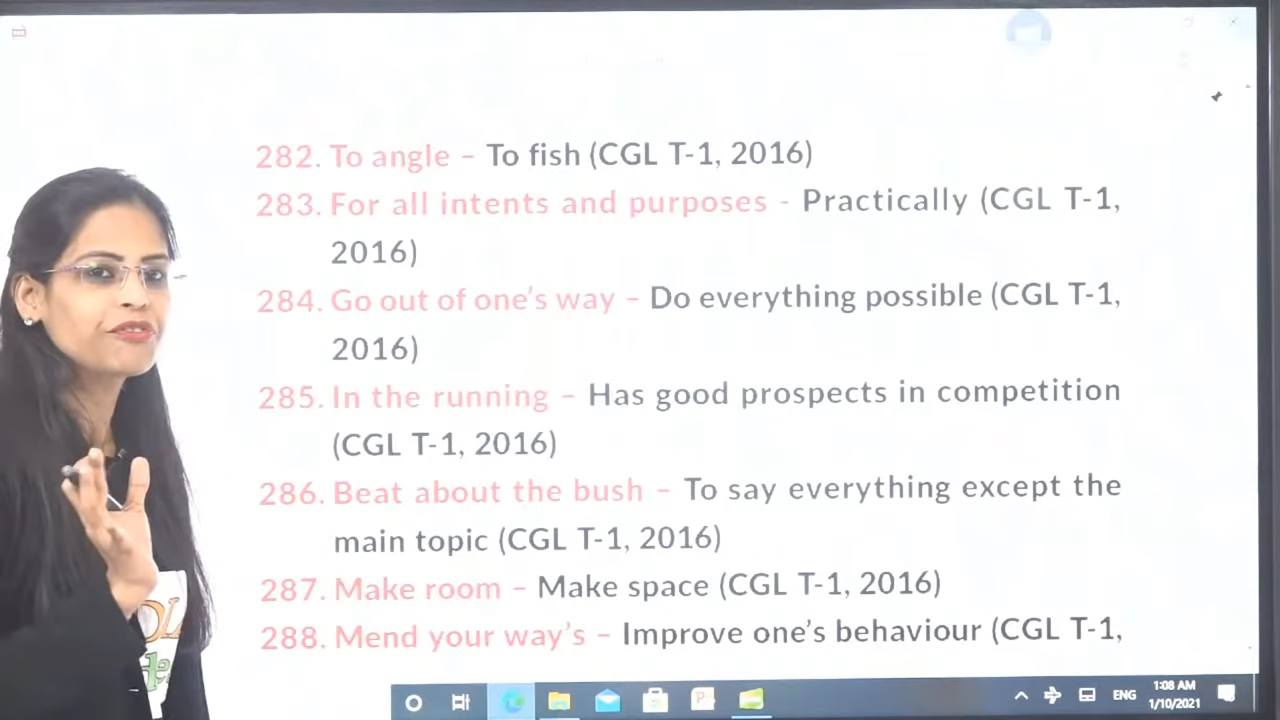 282. To angle – To fish (CGL T-1, 2016)
283. For all intents and purposes - Practically (CGL T-1,
2016)
284. Go out of one's way – Do everything possible (CGL T-1,
2016)
285. In the running – Has good prospects in competition
(CGL T-1, 2016)
286. Beat about the bush – To say everything except the
main topic (CGL T-1, 2016)
287. Make room – Make space (CGL T-1, 2016)
288. Mend your way's – Improve one's behaviour (CGL T-1,
ENG
1:08 AM
1/10/2021